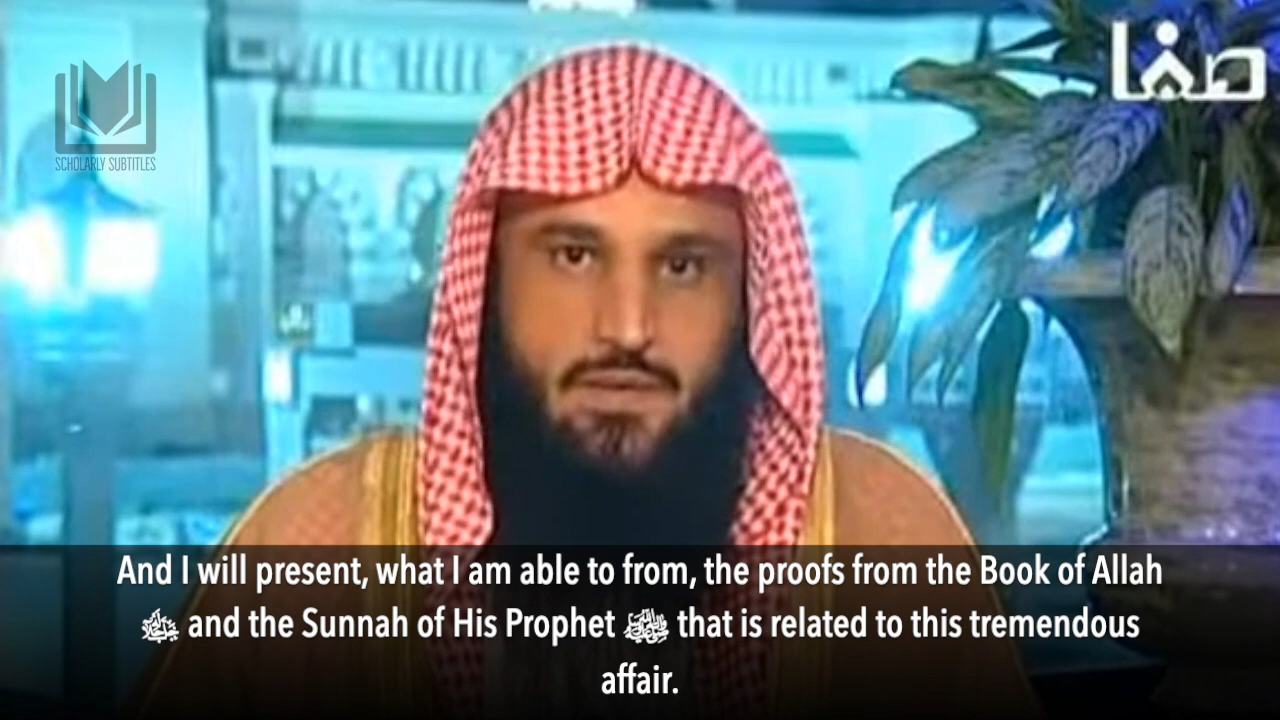 صفا
SCHOLARLY SUBTITLES
And I will present, what I am able to from, the proofs from the Book of Allah
ﷻ and the Sunnah of His Prophet ﷺ that is related to this tremendous
affair.